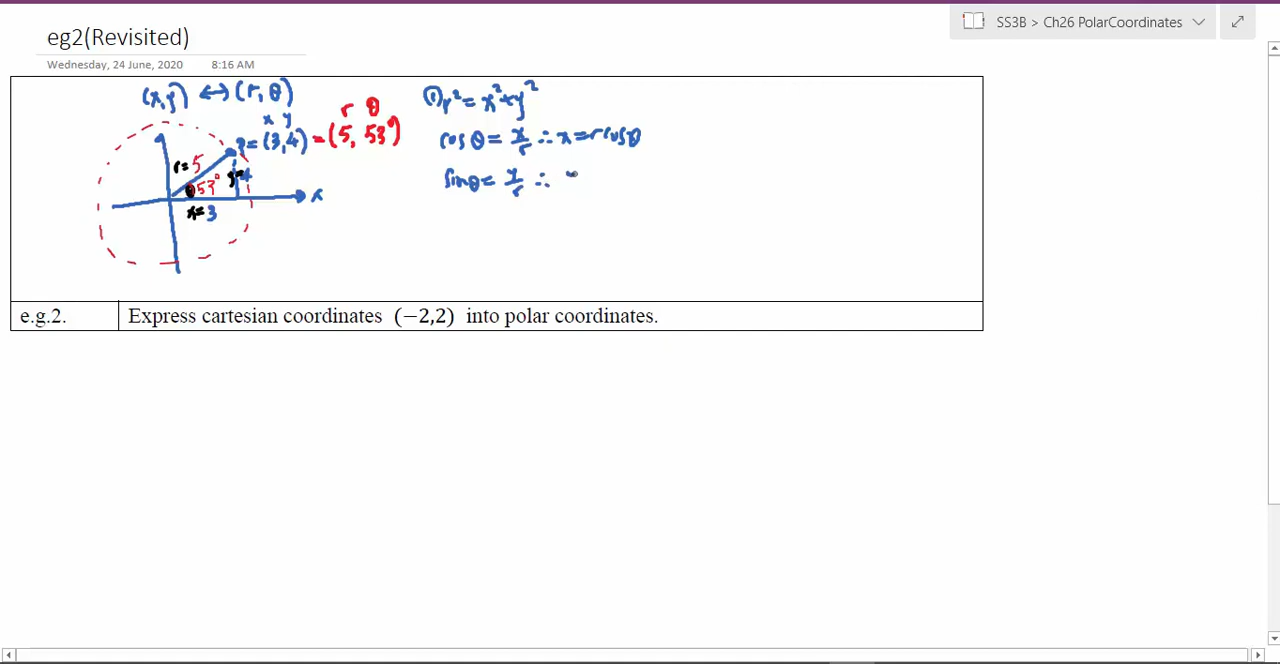 SS3B > Ch26 PolarCoordinates
eg2(Revisited)
Wednesday, 24 June, 2020 8:16 AM
(x,y) ↔ (r, θ)
x y
(3,4) = (5, 53°)
r θ
r = 5
θ 53°
y = 4
x = 3
x
① r² = x² + y²
cos θ = x/r ∴ x = r cos θ
sin θ = y/r ∴
e.g.2. Express cartesian coordinates (−2,2) into polar coordinates.